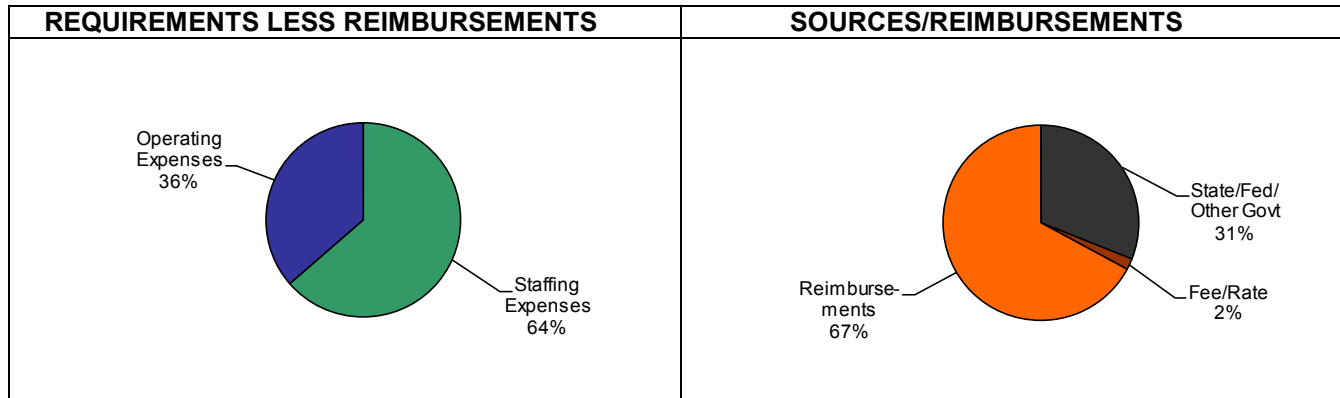 REQUIREMENTS LESS REIMBURSEMENTS
Operating
Expenses
36%
Staffing
Expenses
64%
SOURCES/REIMBURSEMENTS
State/Fed/
Other Govt
31%
Fee/Rate
2%
Reimburse-
ments
67%